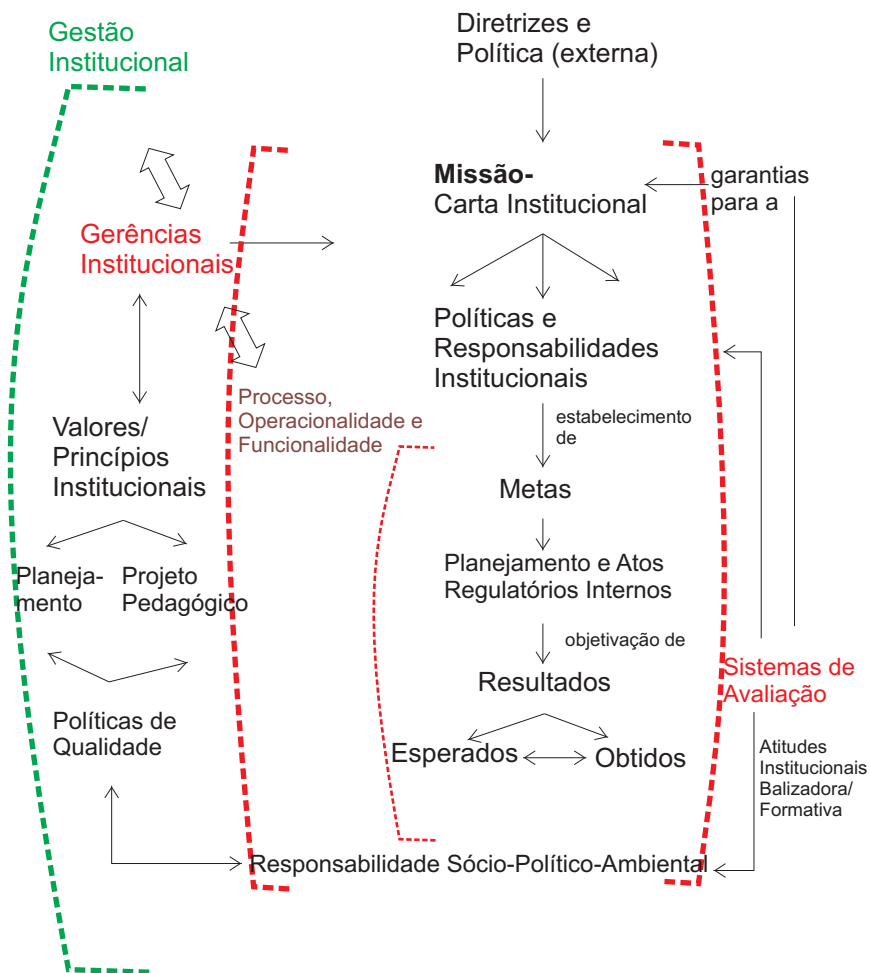 Gestão
Institucional
Diretrizes e
Política (externa)
Missão-
Carta Institucional
garantias
para a
Gerências
Institucionais
Políticas e
Responsabilidades
Institucionais
Processo,
Operacionalidade e
Funcionalidade
estabelecimento
de
Valores/
Princípios
Institucionais
Metas
Planeja-
mento
Projeto
Pedagógico
Planejamento e Atos
Regulatórios Internos
objetivação de
Resultados
Sistemas de
Avaliação
Políticas de
Qualidade
Esperados
Obtidos
Atitudes
Institucionais
Balizadora/
Formativa
Responsabilidade Sócio-Político-Ambiental